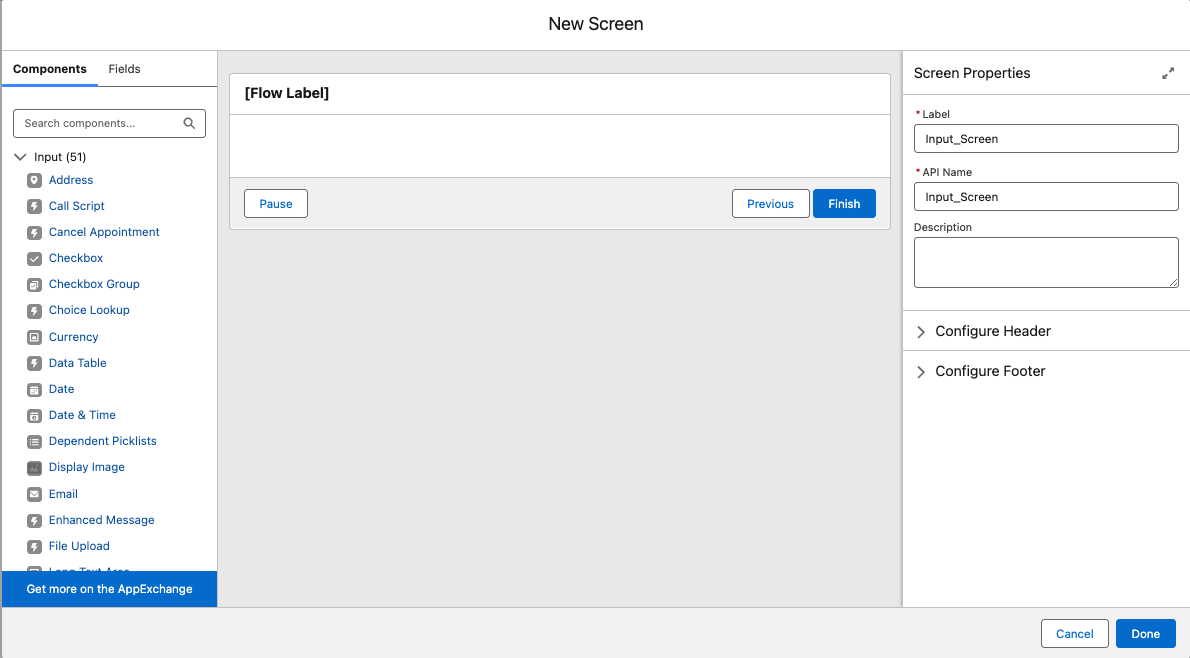 New Screen
Components
Fields
Search components...
Input (51)
Address
Call Script
Cancel Appointment
Checkbox
Checkbox Group
Choice Lookup
Currency
Data Table
Date
Date & Time
Dependent Picklists
Display Image
Email
Enhanced Message
File Upload
Long Text Area
Get more on the AppExchange
[Flow Label]
Pause
Previous
Finish
Screen Properties
* Label
Input_Screen
* API Name
Input_Screen
Description
Configure Header
Configure Footer
Cancel
Done